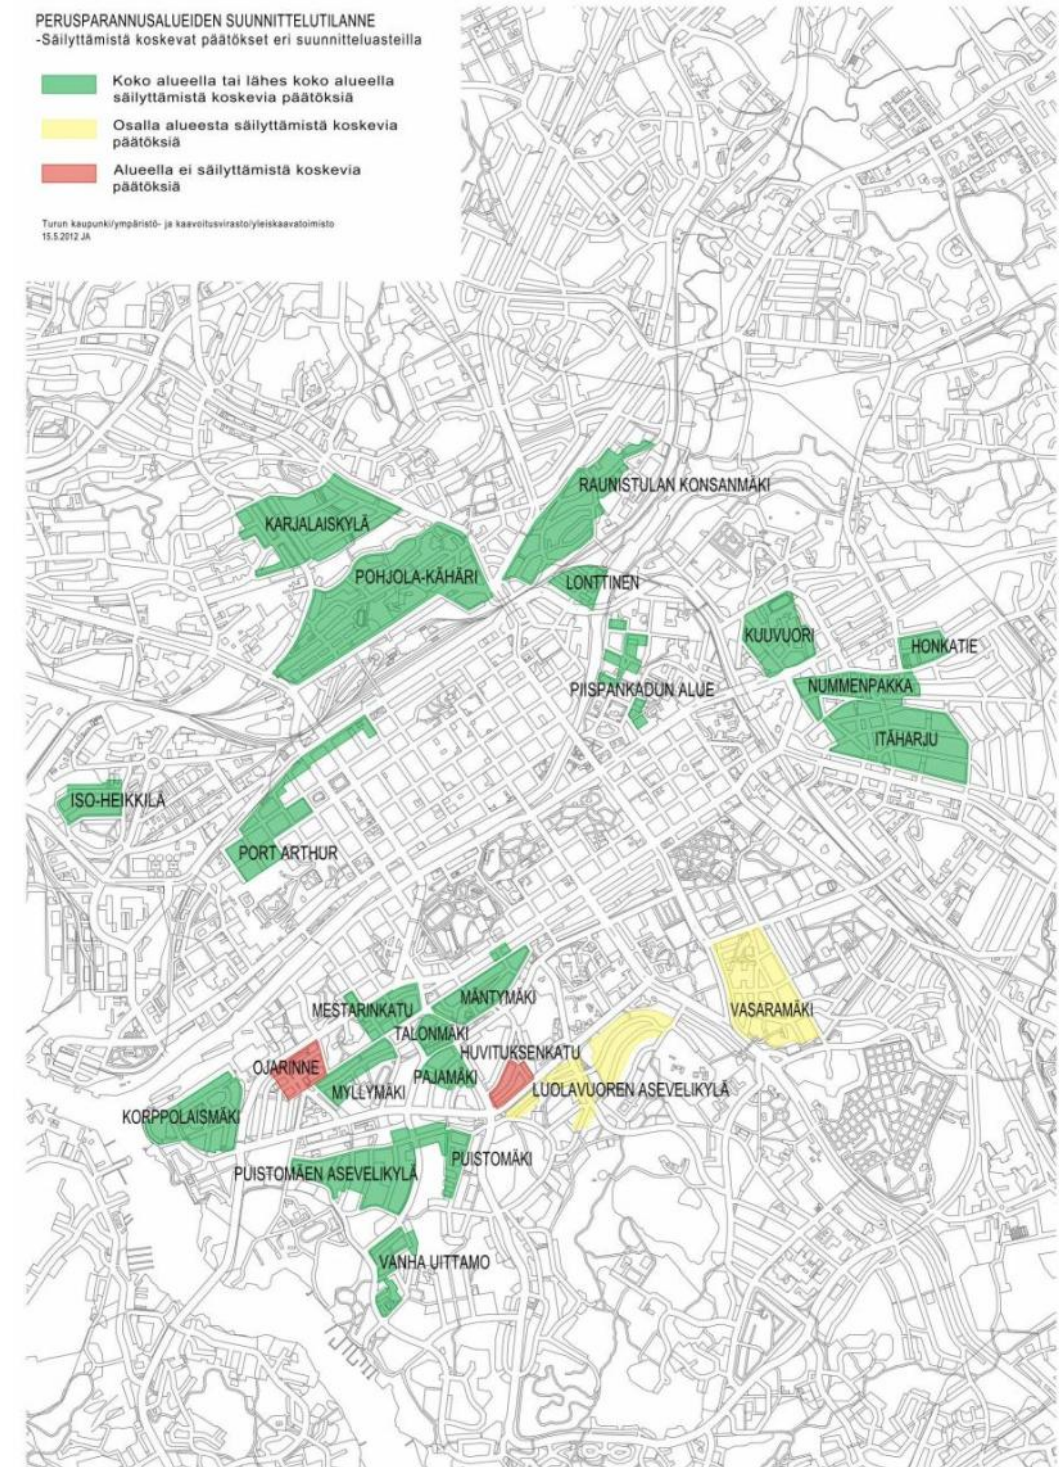 PERUSPARANNUSALUEIDEN SUUNNITTELUTILANNE
-Säilyttämistä koskevat päätökset eri suunnitteluasteilla
Koko alueella tai lähes koko alueella
säilyttämistä koskevia päätöksiä
Osalla alueesta säilyttämistä koskevia
päätöksiä
Alueella ei säilyttämistä koskevia
päätöksiä
Turun kaupunki/ympäristö- ja kaavoitusvirasto/yleiskaavatoimisto
15.5.2012 JA
RAUNISTULAN KONSANMÄKI
KARJALAISKYLÄ
POHJOLA-KÄHÄRI
LONTTINEN
KUUVUORI
HONKATIE
PIISPANKADUN ALUE
NUMMENPAKKA
ITÄHARJU
ISO-HEIKKILÄ
PORT ARTHUR
MÄNTYMÄKI
MESTARINKATU
VASARAMÄKI
TALONMÄKI
HUVITUKSENKATU
OJARINNE
PAJAMÄKI
MYLLYMÄKI
LUOLAVUOREN ASEVELIKYLÄ
KORPPOLAISMÄKI
PUISTOMÄKI
PUISTOMÄEN ASEVELIKYLÄ
VANHA UITTAMO